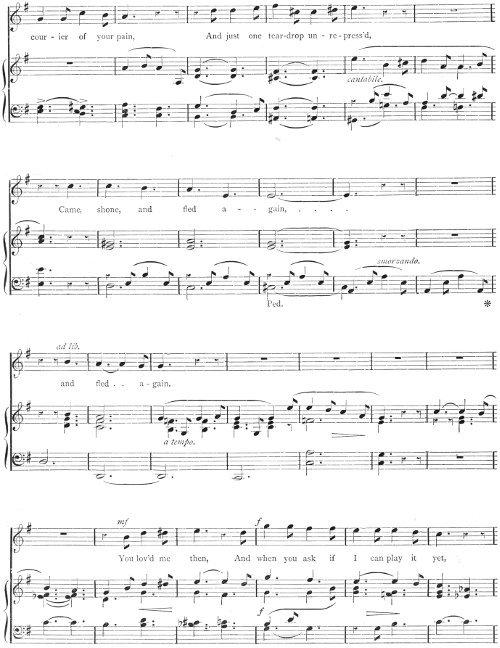 cour - ier of your pain, And just one tear-drop un - re - press'd,
cantabile.
Came, shone, and fled a - gain, . . . .
smorzando.
Ped. *
ad lib.
and fled . . a - gain.
a tempo.
mf f
You lov'd me then, And when you ask if I can play it yet,
f